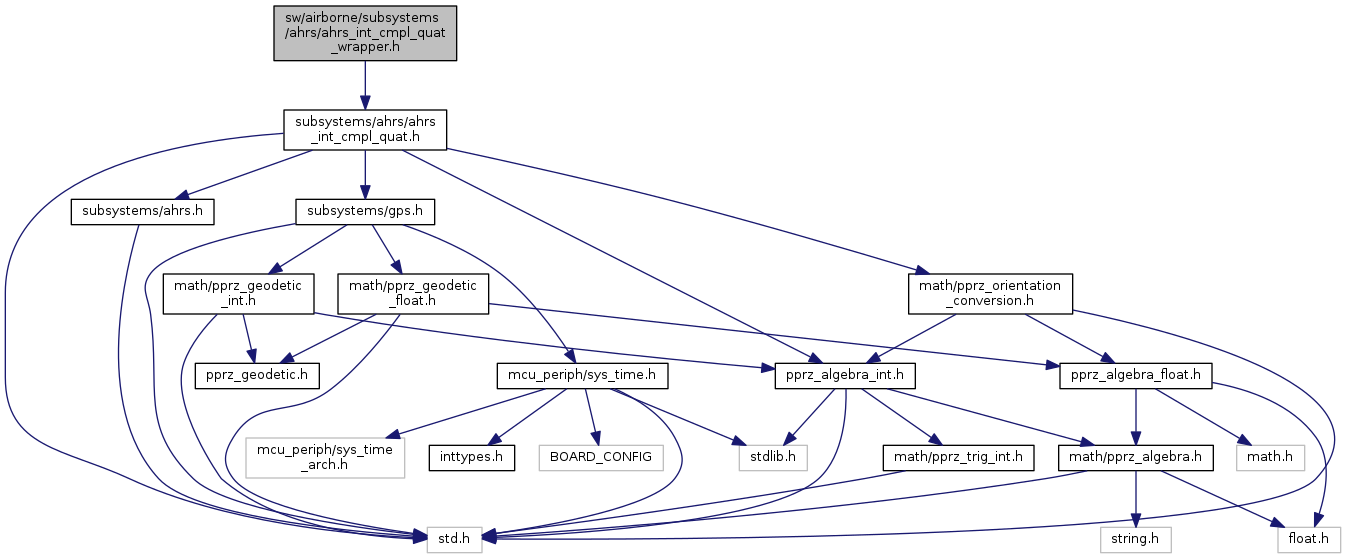 sw/airborne/subsystems
/ahrs/ahrs_int_cmpl_quat
_wrapper.h
subsystems/ahrs/ahrs
_int_cmpl_quat.h
subsystems/ahrs.h
subsystems/gps.h
math/pprz_geodetic
_int.h
math/pprz_geodetic
_float.h
math/pprz_orientation
_conversion.h
pprz_geodetic.h
mcu_periph/sys_time.h
pprz_algebra_int.h
pprz_algebra_float.h
mcu_periph/sys_time
_arch.h
inttypes.h
BOARD_CONFIG
stdlib.h
math/pprz_trig_int.h
math/pprz_algebra.h
math.h
std.h
string.h
float.h